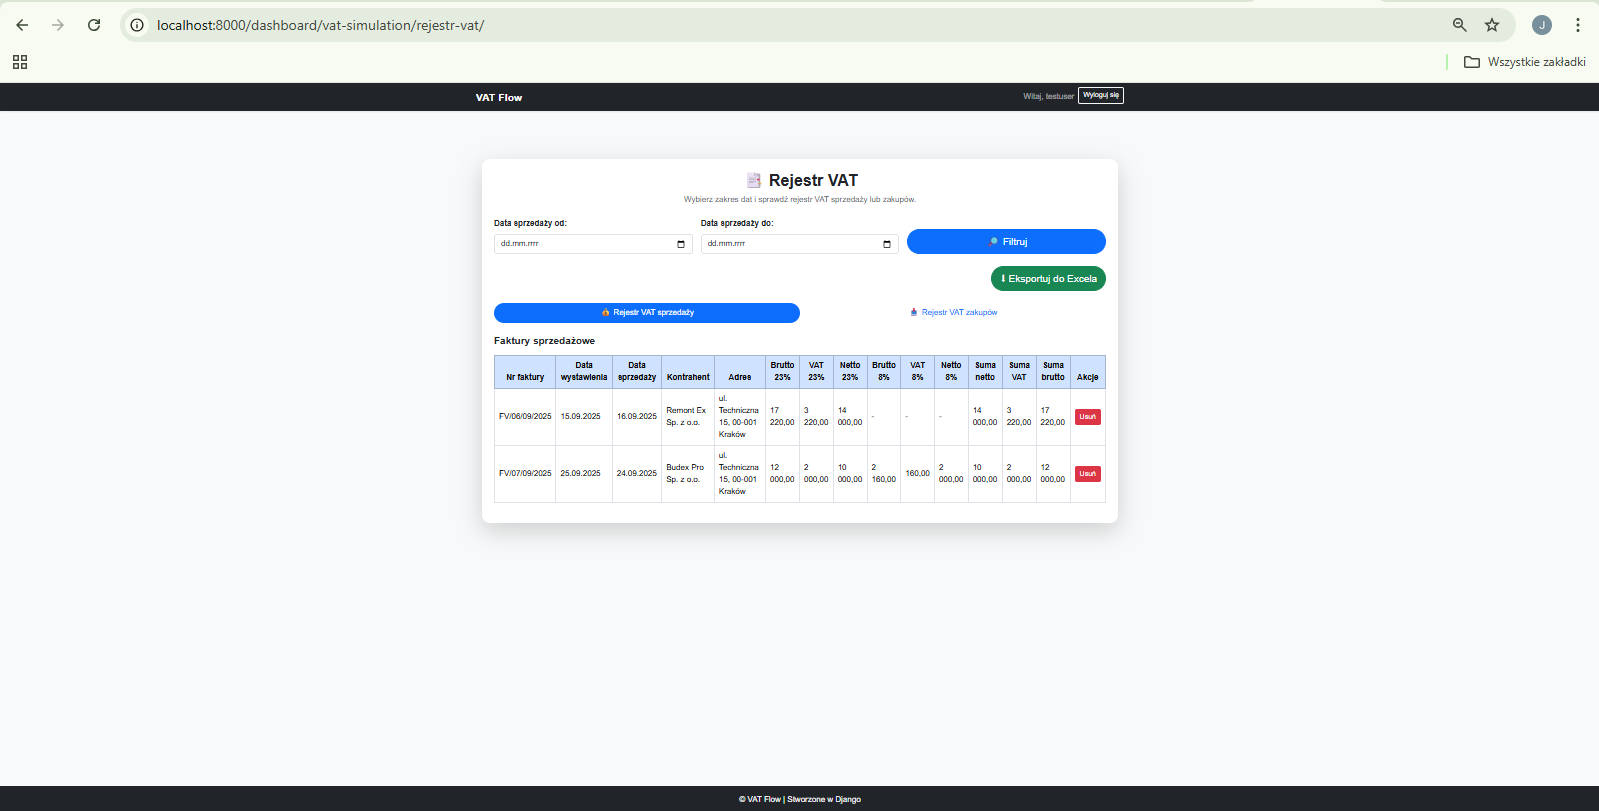 localhost:8000/dashboard/vat-simulation/rejestr-vat/
J
Wszystkie zakładki
VAT Flow
Witaj, testuser
Wyloguj się
Rejestr VAT
Wybierz zakres dat i sprawdź rejestr VAT sprzedaży lub zakupów.
Data sprzedaży od:
Data sprzedaży do:
dd.mm.rrrr
dd.mm.rrrr
Filtruj
Eksportuj do Excela
Rejestr VAT sprzedaży
Rejestr VAT zakupów
Faktury sprzedażowe
Nr faktury
Data
wystawienia
Data
sprzedaży
Kontrahent
Adres
Brutto
23%
VAT
23%
Netto
23%
Brutto
8%
VAT
8%
Netto
8%
Suma
netto
Suma
VAT
Suma
brutto
Akcje
FV/06/09/2025
15.09.2025
16.09.2025
Remont Ex
Sp. z o.o.
ul.
Techniczna
15, 00-001
Kraków
17
220,00
3
220,00
14
000,00
-
-
-
14
000,00
3
220,00
17
220,00
Usuń
FV/07/09/2025
25.09.2025
24.09.2025
Budex Pro
Sp. z o.o.
ul.
Techniczna
15, 00-001
Kraków
12
000,00
2
000,00
10
000,00
2
160,00
160,00
2
000,00
10
000,00
2
000,00
12
000,00
Usuń
© VAT Flow | Stworzone w Django